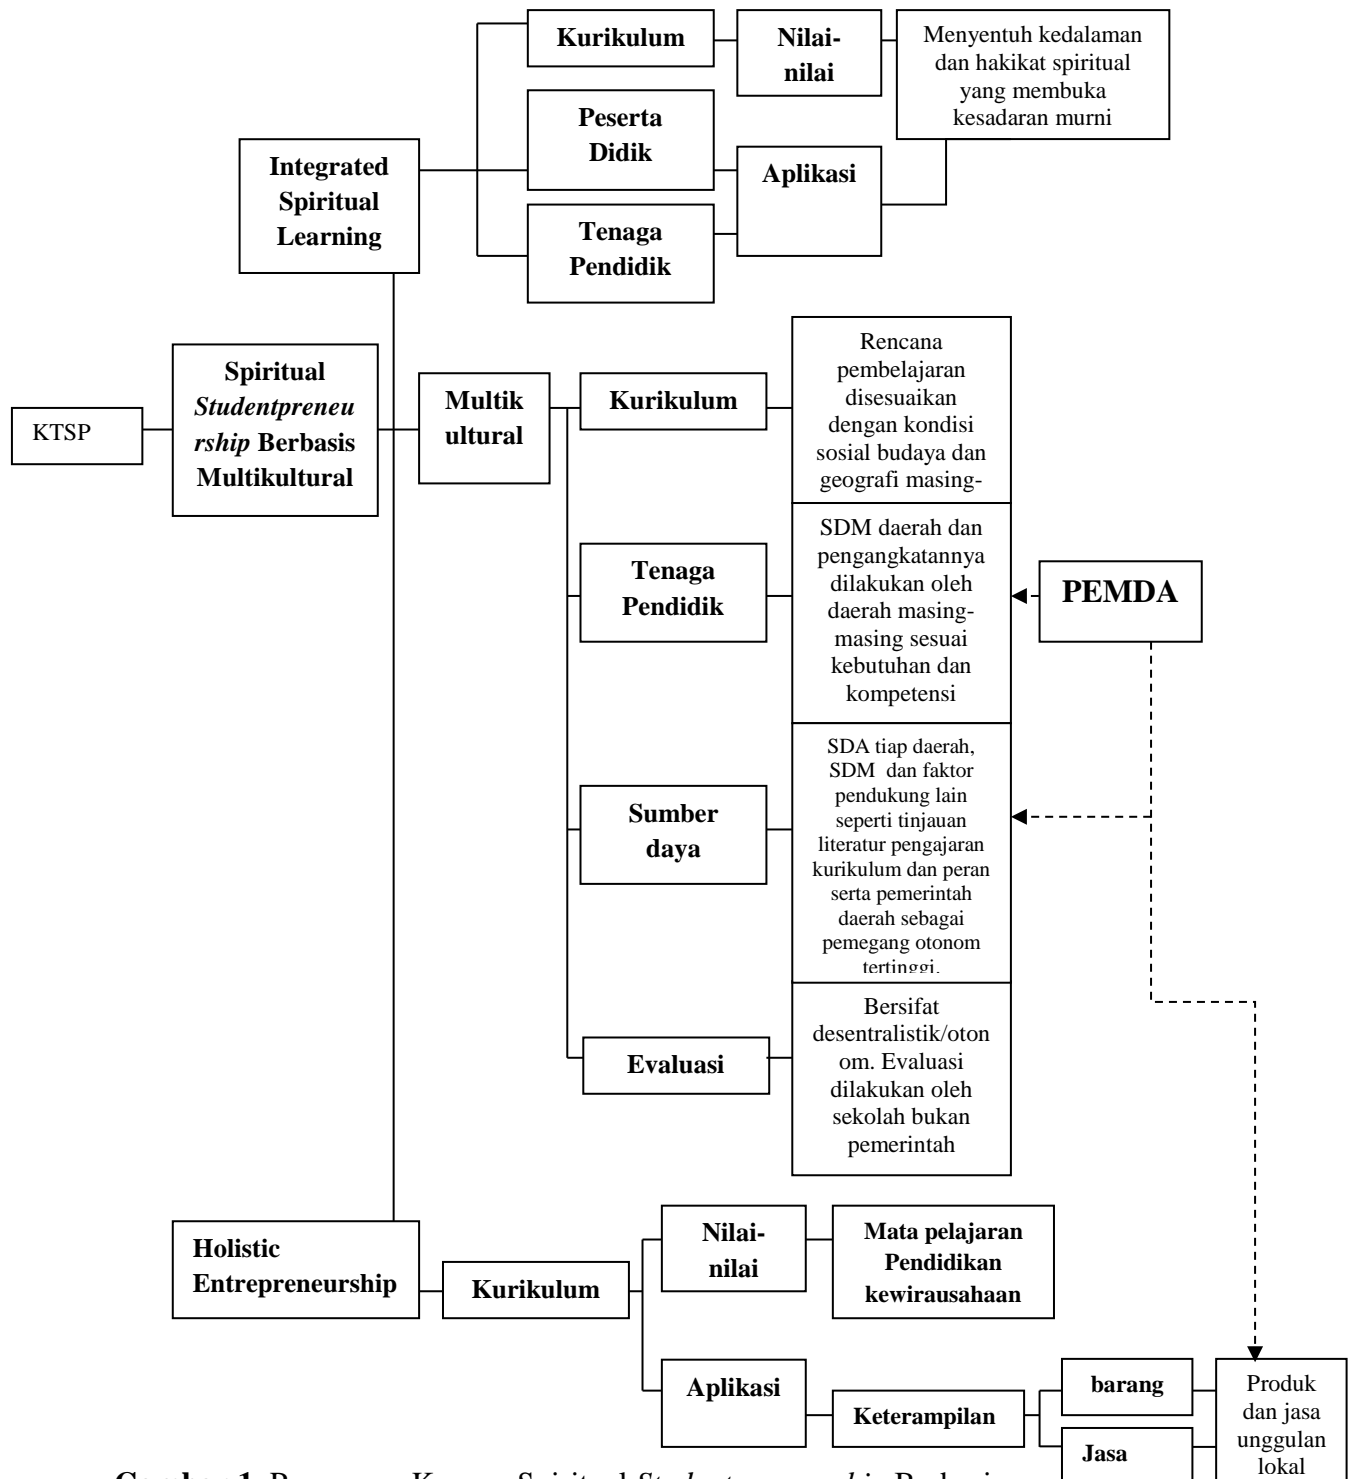 Kurikulum
Nilai-
nilai
Menyentuh kedalaman
dan hakikat spiritual
yang membuka
kesadaran murni
Peserta
Didik
Integrated
Spiritual
Learning
Aplikasi
Tenaga
Pendidik
KTSP
Spiritual
Studentpreneu
rship Berbasis
Multikultural
Multik
ultural
Kurikulum
Rencana
pembelajaran
disesuaikan
dengan kondisi
sosial budaya dan
geografi masing-
Tenaga
Pendidik
SDM daerah dan
pengangkatannya
dilakukan oleh
daerah masing-
masing sesuai
kebutuhan dan
kompetensi
PEMDA
Sumber
daya
SDA tiap daerah,
SDM dan faktor
pendukung lain
seperti tinjauan
literatur pengajaran
kurikulum dan peran
serta pemerintah
daerah sebagai
pemegang otonom
tertinggi.
Evaluasi
Bersifat
desentralistik/oton
om. Evaluasi
dilakukan oleh
sekolah bukan
pemerintah
Holistic
Entrepreneurship
Kurikulum
Nilai-
nilai
Mata pelajaran
Pendidikan
kewirausahaan
Aplikasi
Keterampilan
barang
Jasa
Produk
dan jasa
unggulan
lokal
Spiritual